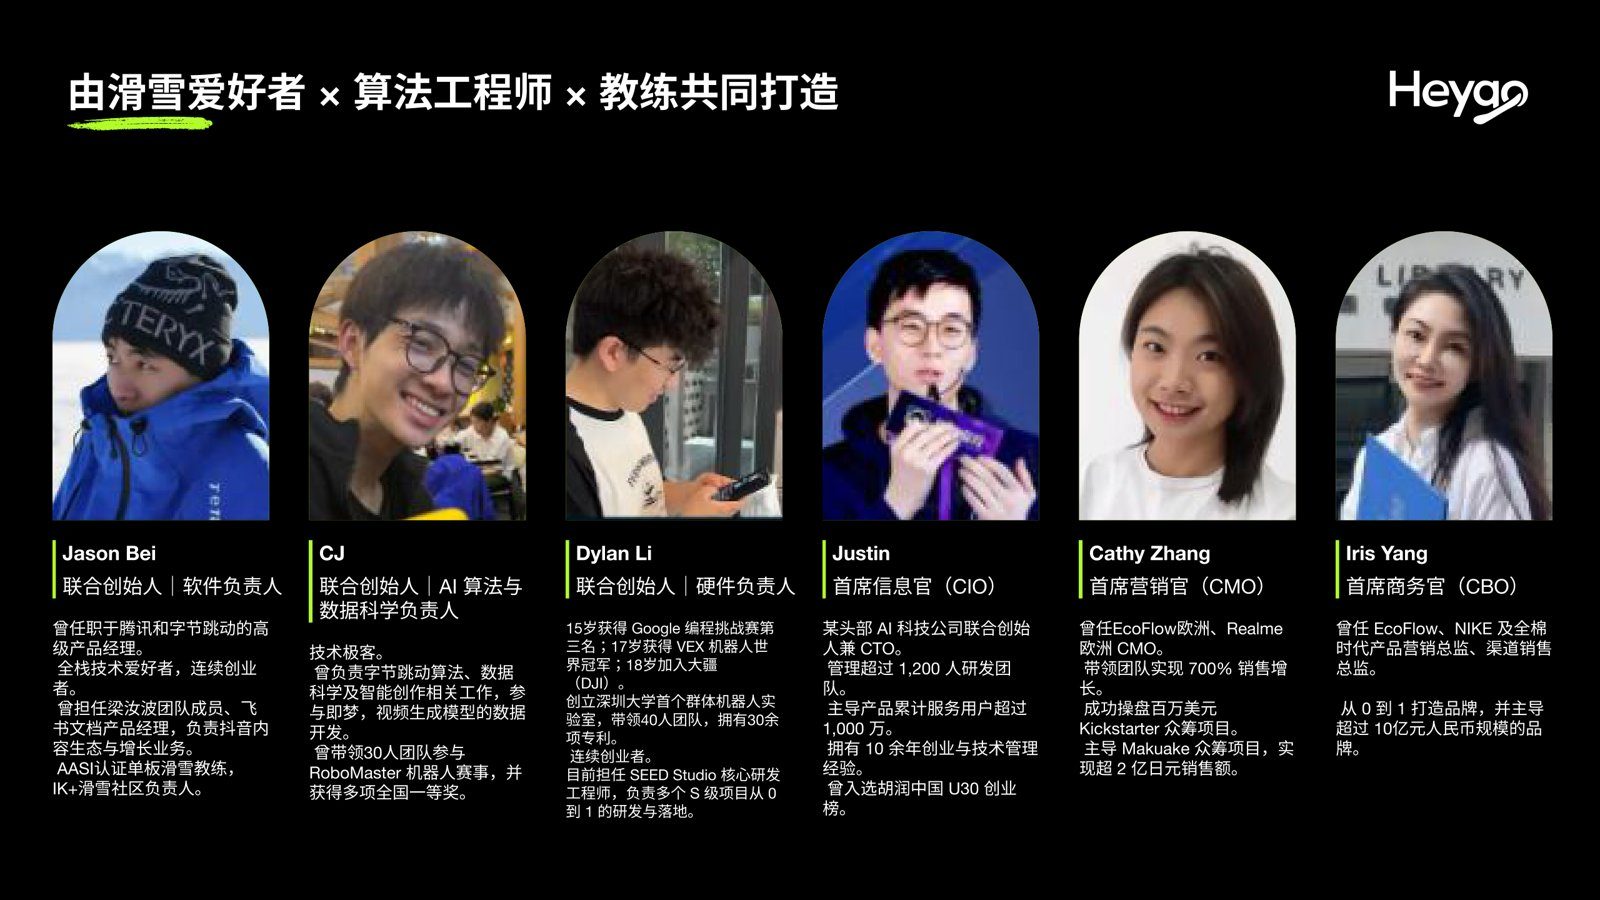 由滑雪爱好者 × 算法工程师 × 教练共同打造
Heygo
TERYX
LIBRARY
Jason Bei
联合创始人｜软件负责人
曾任职于腾讯和字节跳动的高
级产品经理。
全栈技术爱好者，连续创业
者。
曾担任梁汝波团队成员、飞
书文档产品经理，负责抖音内
容生态与增长业务。
AASI认证单板滑雪教练，
IK+滑雪社区负责人。
CJ
联合创始人｜AI 算法与
数据科学负责人
技术极客。
曾负责字节跳动算法、数据
科学及智能创作相关工作，参
与即梦，视频生成模型的数据
开发。
曾带领30人团队参与
RoboMaster 机器人赛事，并
获得多项全国一等奖。
Dylan Li
联合创始人｜硬件负责人
15岁获得 Google 编程挑战赛第
三名；17岁获得 VEX 机器人世
界冠军；18岁加入大疆
（DJI）。
创立深圳大学首个群体机器人实
验室，带领40人团队，拥有30余
项专利。
连续创业者。
目前担任 SEED Studio 核心研发
工程师，负责多个 S 级项目从 0
到 1 的研发与落地。
Justin
首席信息官（CIO）
某头部 AI 科技公司联合创始
人兼 CTO。
管理超过 1,200 人研发团
队。
主导产品累计服务用户超过
1,000 万。
拥有 10 余年创业与技术管理
经验。
曾入选胡润中国 U30 创业
榜。
Cathy Zhang
首席营销官（CMO）
曾任EcoFlow欧洲、Realme
欧洲 CMO。
带领团队实现 700% 销售增
长。
成功操盘百万美元
Kickstarter 众筹项目。
主导 Makuake 众筹项目，实
现超 2 亿日元销售额。
Iris Yang
首席商务官（CBO）
曾任 EcoFlow、NIKE 及全棉
时代产品营销总监、渠道销售
总监。
从 0 到 1 打造品牌，并主导
超过 10亿元人民币规模的品
牌。